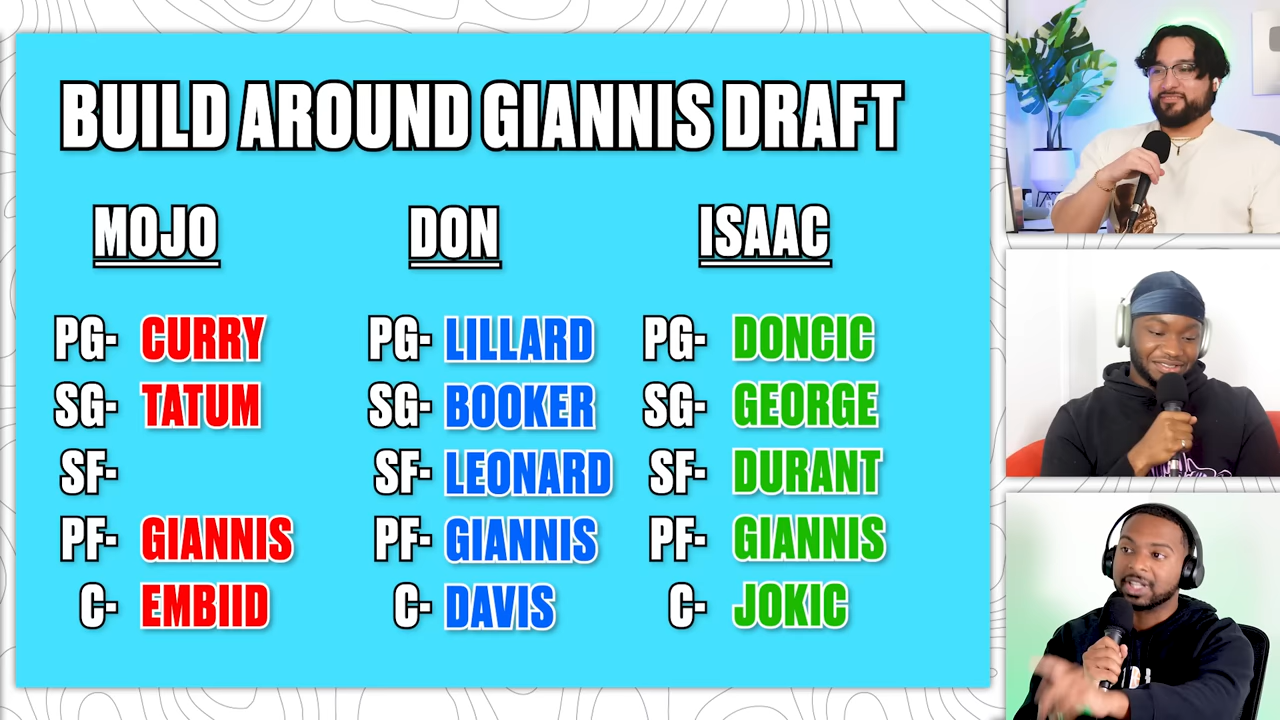 BUILD AROUND GIANNIS DRAFT
MOJO
PG- CURRY
SG- TATUM
SF-
PF- GIANNIS
C- EMBIID
DON
PG- LILLARD
SG- BOOKER
SF- LEONARD
PF- GIANNIS
C- DAVIS
ISAAC
PG- DONCIC
SG- GEORGE
SF- DURANT
PF- GIANNIS
C- JOKIC